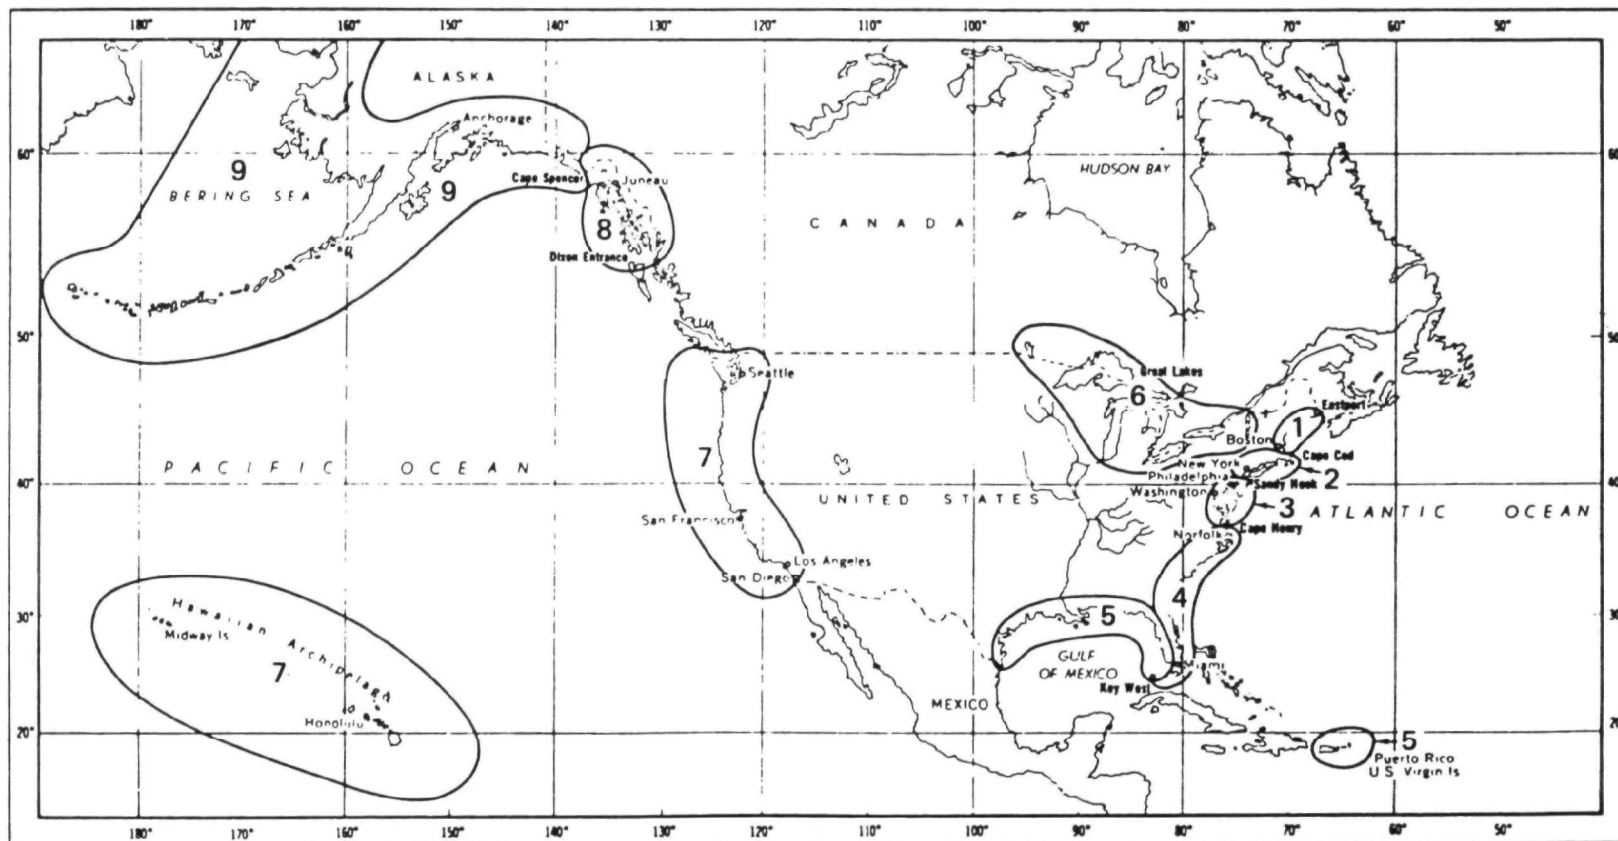 180° 170° 160° 150° 140° 130° 120° 110° 100° 90° 80° 70° 60° 50°
ALASKA
Anchorage
60°
60°
9
BERING SEA
9
Cape Spencer
Juneau
8
Dixon Entrance
HUDSON BAY
CANADA
50°
50
Seattle
Great Lakes
6
Eastport
1
Boston
Cape Cod
7
PACIFIC OCEAN
New York
Philadelphia
Sandy Hook
2
Washington
40°
40
UNITED STATES
3
ATLANTIC OCEAN
San Francisco
Cape Henry
Norfolk
Los Angeles
San Diego
4
30°
30
5
Hawaiian Archipelago
Midway Is
7
GULF
OF MEXICO
Miami
Key West
MEXICO
Honolulu
20°
20
5
Puerto Rico
U.S. Virgin Is
180° 170° 160° 150° 140° 130° 120° 110° 100° 90° 80° 70° 60° 50°